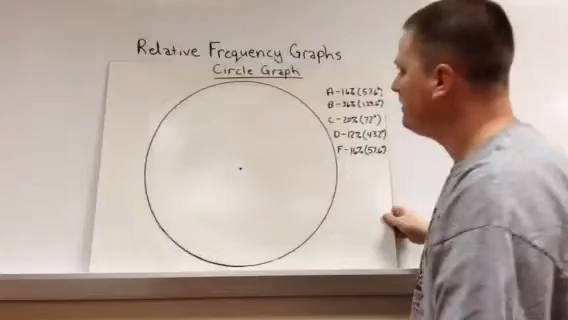 Relative Frequency Graphs
Circle Graph
A-16%(57.6°)
B-36%(129.6°)
C-20%(72°)
D-12%(43.2°)
F-16%(57.6°)